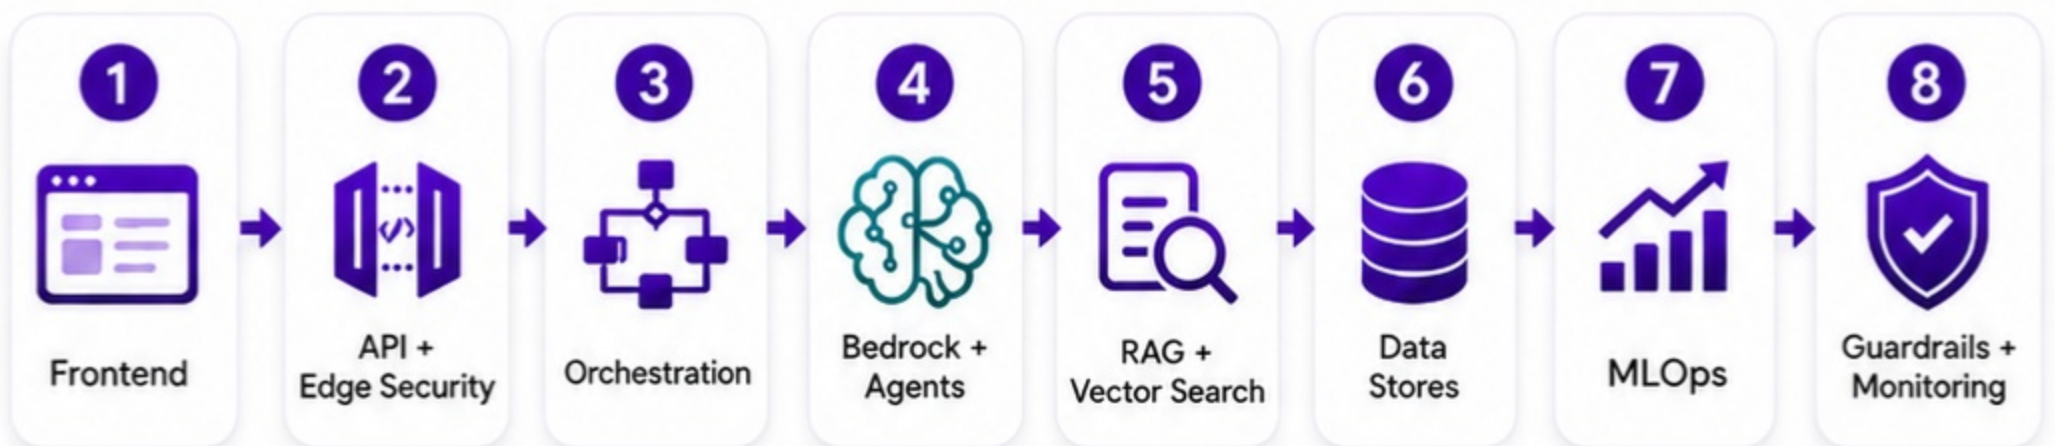 1
2
3
4
5
6
7
8
</>
Frontend
API +
Edge Security
Orchestration
Bedrock +
Agents
RAG +
Vector Search
Data
Stores
MLOps
Guardrails +
Monitoring